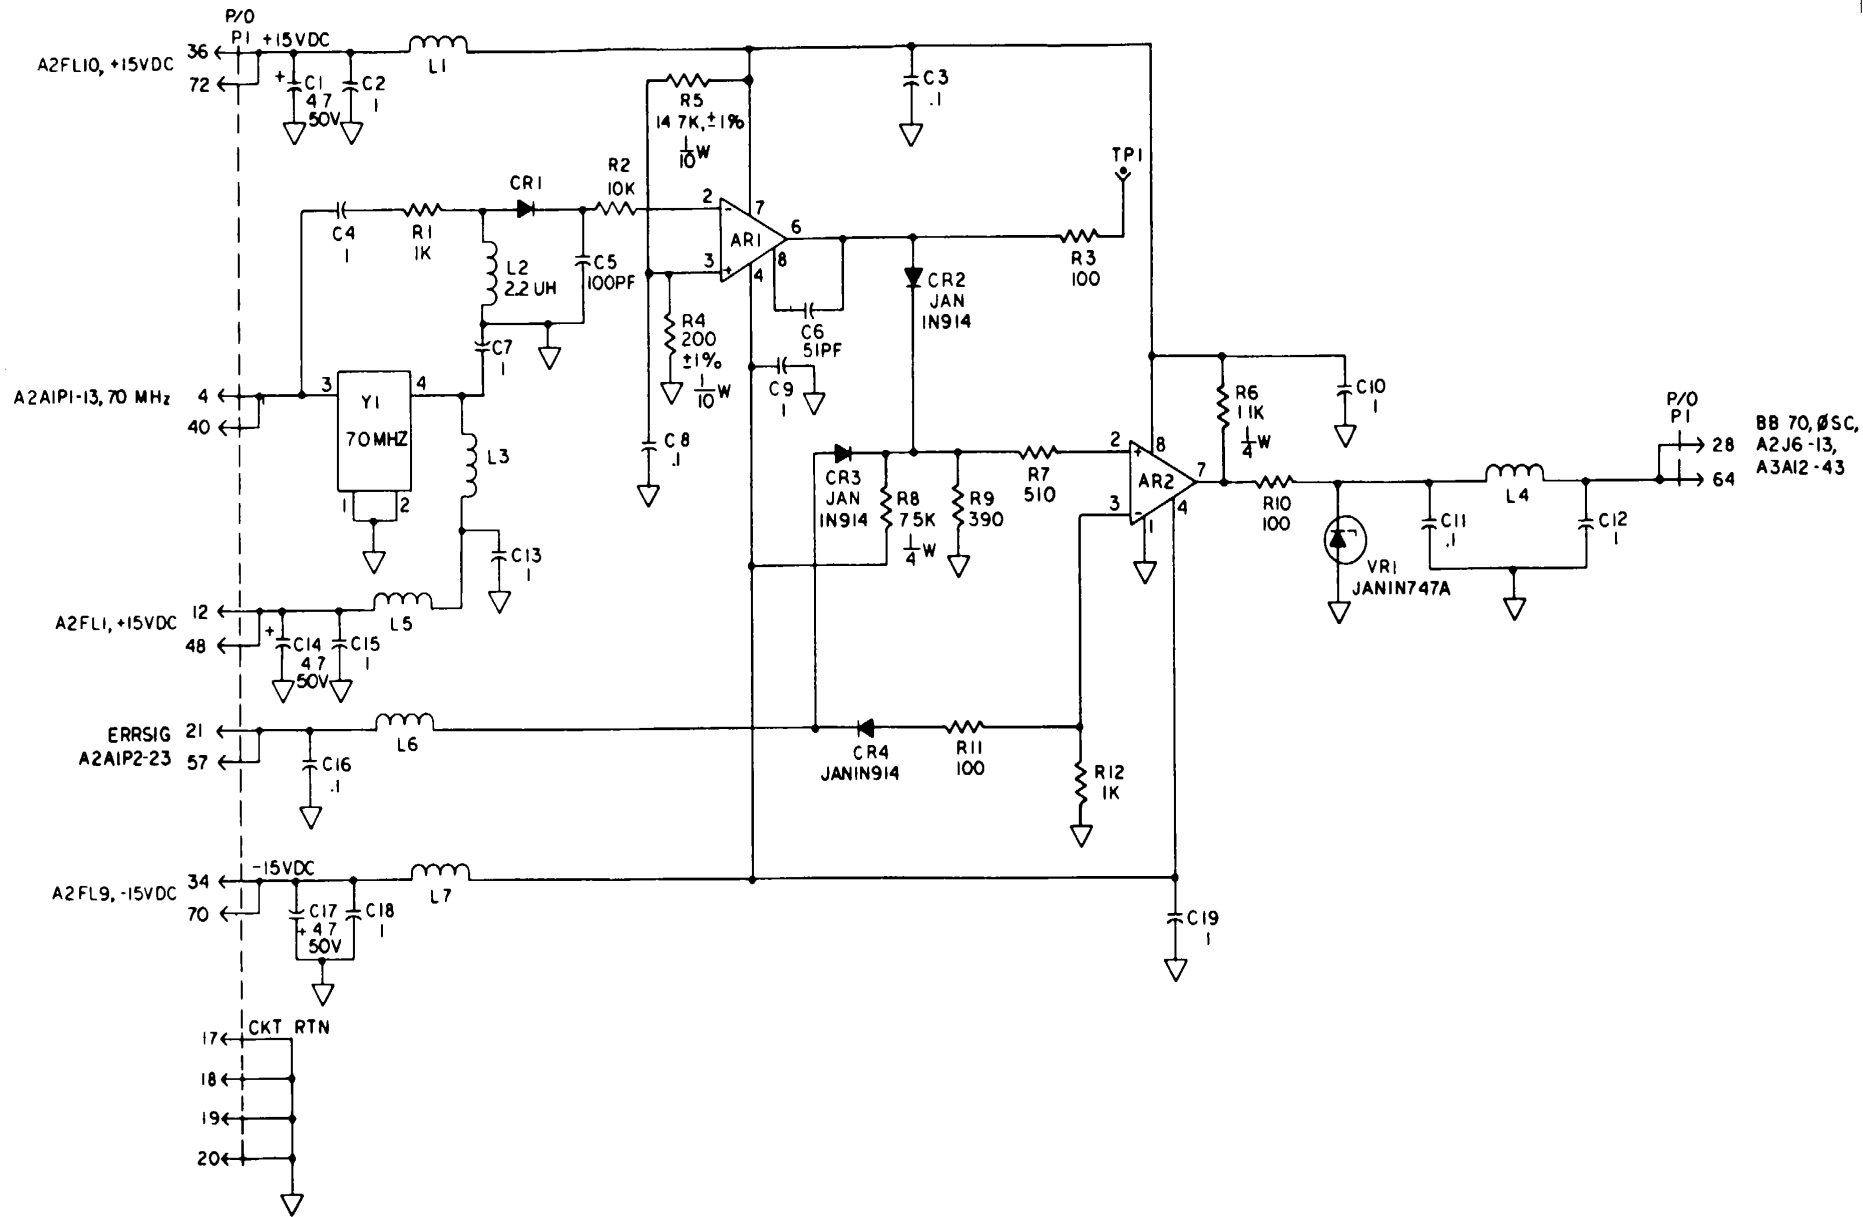 P/O
P1
+15VDC
36
A2FL10, +15VDC
72
L1
C1
47
50V
C2
1
+
R5
14 7K, ±1%
1/10 W
C3
.1
TP1
CR1
R2
10K
C4
1
R1
1K
L2
2.2 UH
C5
100PF
2
-
7
AR1
6
3
+
8
4
R3
100
CR2
JAN
IN914
C6
51PF
R4
200
±1%
1/10 W
C7
1
C9
1
A2A1P1-13, 70 MHz
4
40
3
Y1
4
70MHZ
1
2
L3
C8
.1
R6
1 1K
1/4 W
C10
1
CR3
JAN
IN914
R8
75K
1/4 W
R9
390
R7
510
2
+
8
AR2
7
3
-
1
4
R10
100
P/O
P1
28
64
BB 70, ØSC,
A2J6-13,
A3A12-43
L4
C11
.1
C12
1
VR1
JANIN747A
C13
1
A2FL1, +15VDC
12
48
L5
+
C14
47
50V
C15
1
ERRSIG
21
A2A1P2-23
57
L6
C16
.1
CR4
JANIN914
R11
100
R12
1K
-15VDC
A2FL9, -15VDC
34
70
L7
C17
+ 47
50V
C18
1
C19
1
CKT RTN
17
18
19
20